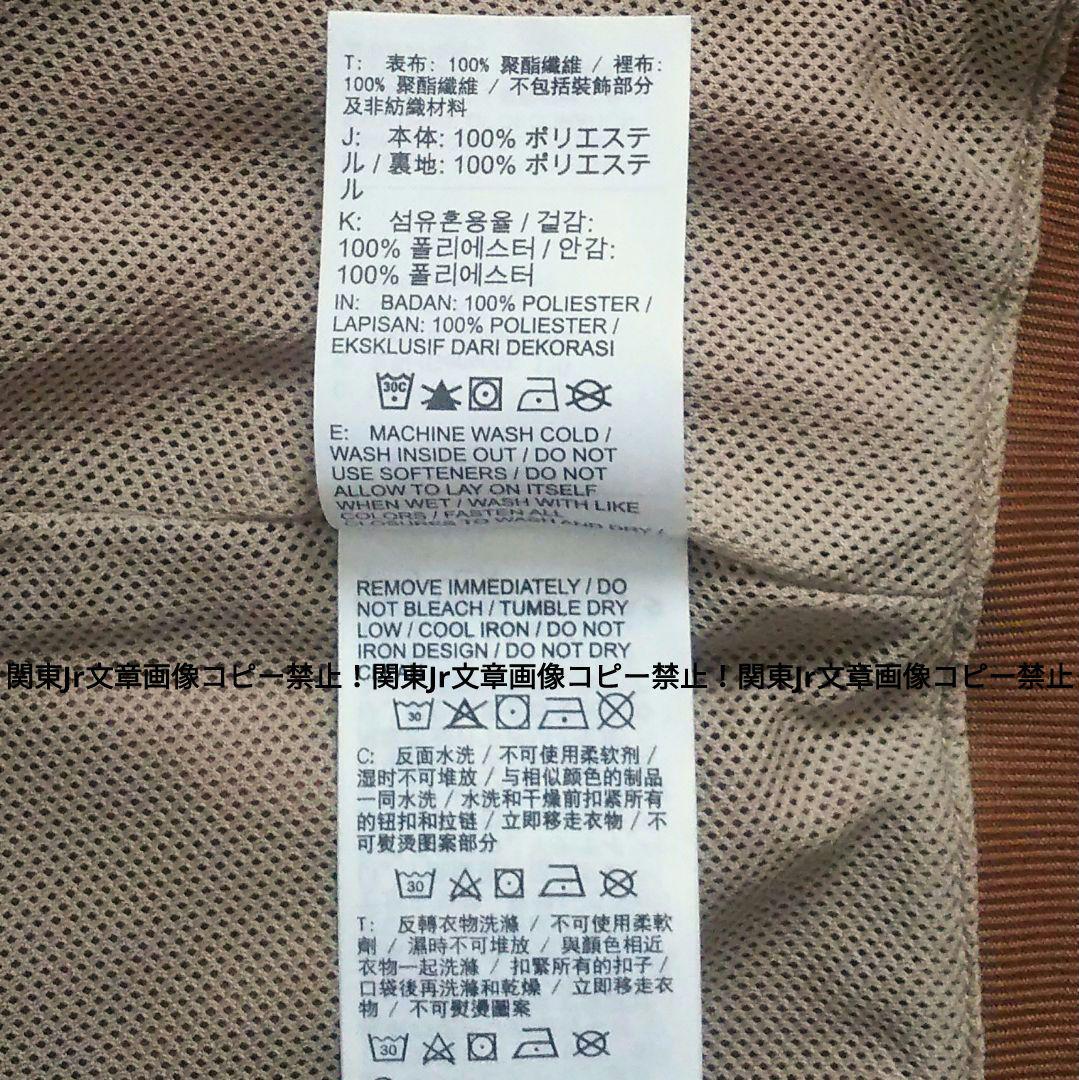 T: 表布: 100% 聚酯纖維 / 裡布:
100% 聚酯纖維 / 不包括裝飾部分
及非紡織材料
J: 本体: 100% ポリエステ
ル / 裏地: 100% ポリエステ
ル
K: 섬유혼용율 / 겉감:
100% 폴리에스터 / 안감:
100% 폴리에스터
IN: BADAN: 100% POLIESTER /
LAPISAN: 100% POLIESTER /
EKSKLUSIF DARI DEKORASI
30C
E: MACHINE WASH COLD /
WASH INSIDE OUT / DO NOT
USE SOFTENERS / DO NOT
ALLOW TO LAY ON ITSELF
WHEN WET / WASH WITH LIKE
COLORS / FASTEN ALL
CLOSURES TO WASH AND DRY /
REMOVE IMMEDIATELY / DO
NOT BLEACH / TUMBLE DRY
LOW / COOL IRON / DO NOT
IRON DESIGN / DO NOT DRY
関東Jr文章画像コピー禁止！関東Jr文章画像コピー禁止！関東Jr文章画像コピー禁止
30
C: 反面水洗 / 不可使用柔软剂 /
湿时不可堆放 / 与相似颜色的制品
一同水洗 / 水洗和干燥前扣紧所有
的钮扣和拉链 / 立即移走衣物 / 不
可熨烫图案部分
30
T: 反轉衣物洗滌 / 不可使用柔軟
劑 / 濕時不可堆放 / 與顏色相近
衣物一起洗滌 / 扣緊所有的扣子 /
口袋後再洗滌和乾燥 / 立即移走衣
物 / 不可熨燙圖案
30